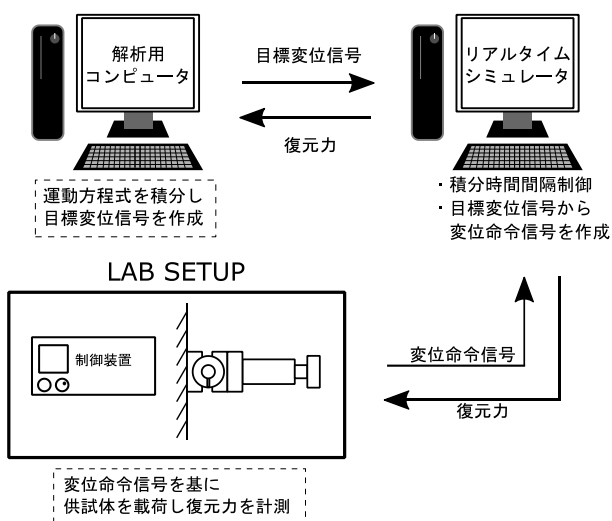 解析用
コンピュータ
目標変位信号
復元力
リアルタイム
シミュレータ
運動方程式を積分し
目標変位信号を作成
・積分時間間隔制御
・目標変位信号から
変位命令信号を作成
LAB SETUP
制御装置
変位命令信号
復元力
変位命令信号を基に
供試体を載荷し復元力を計測